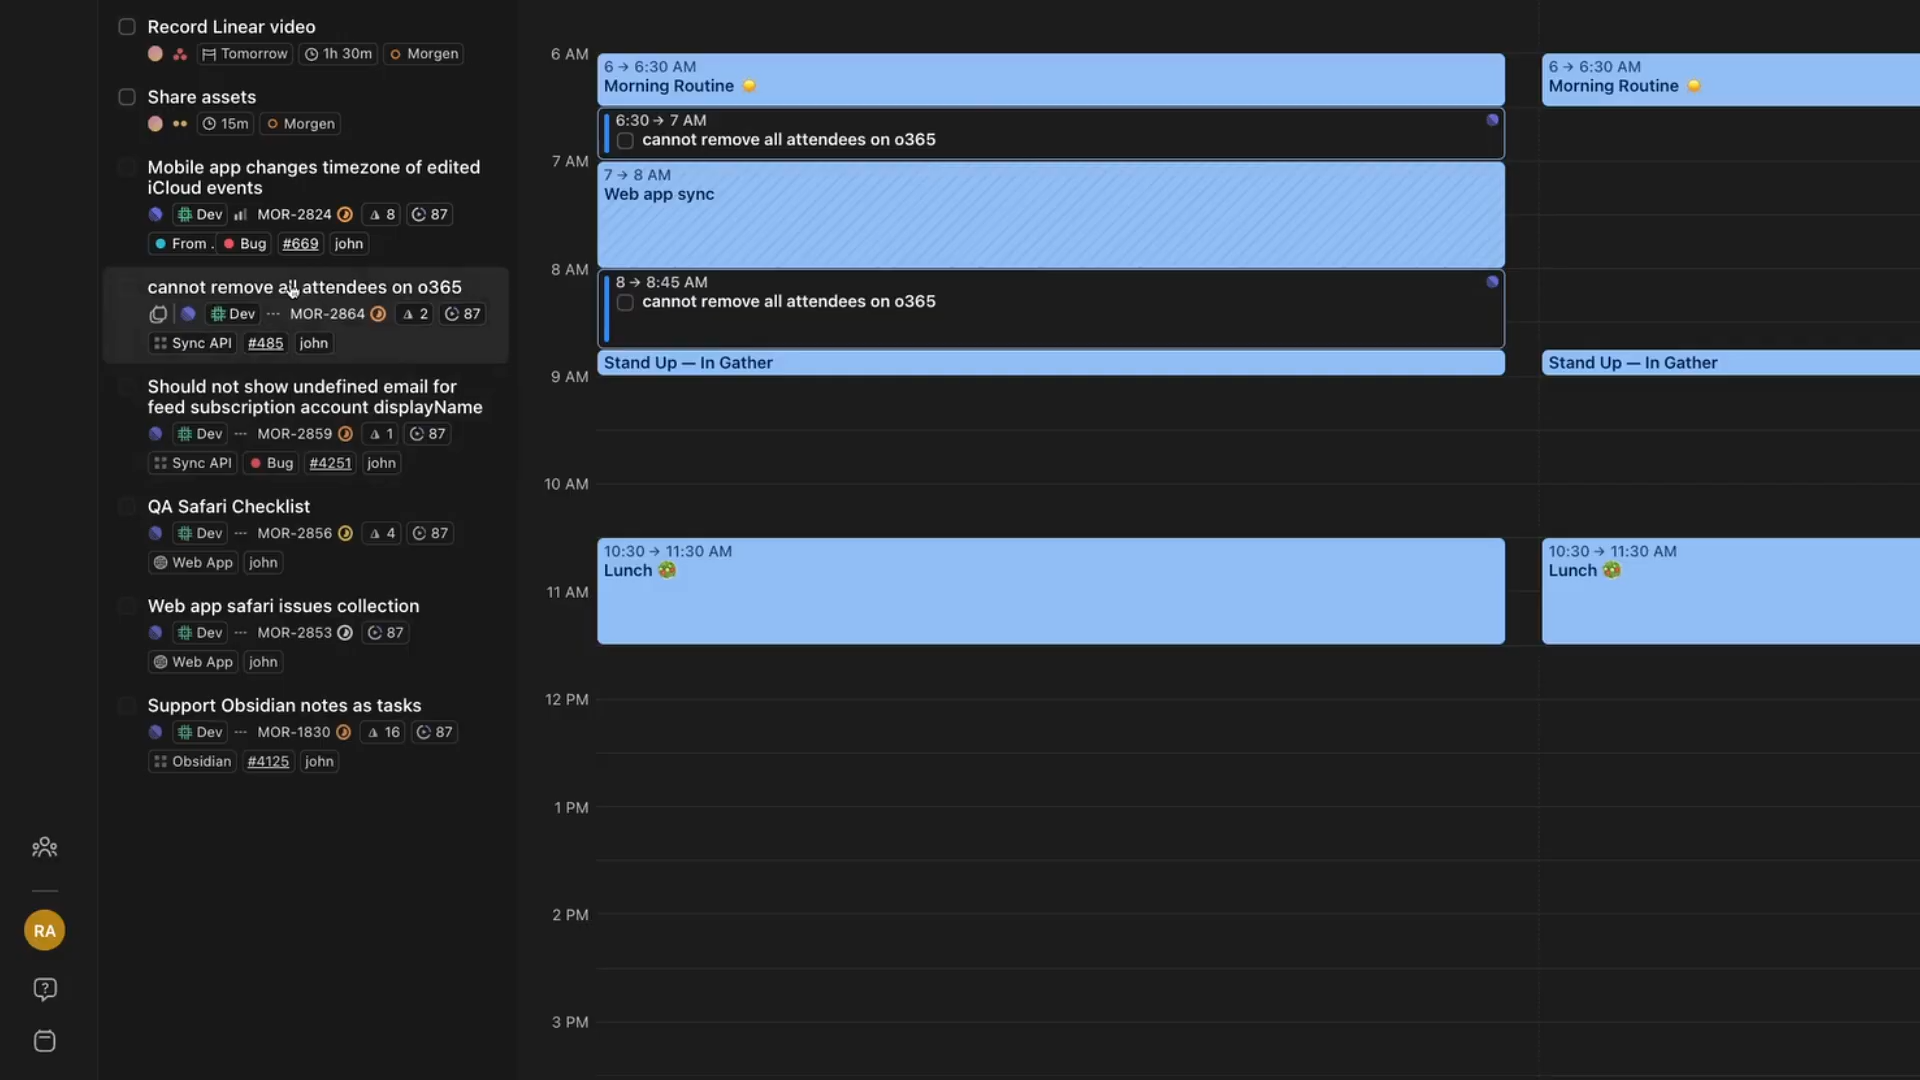 Record Linear video
Tomorrow 1h 30m Morgen
Share assets
15m Morgen
Mobile app changes timezone of edited
iCloud events
Dev MOR-2824 8 87
From . Bug #669 john
cannot remove all attendees on o365
Dev MOR-2864 2 87
Sync API #485 john
Should not show undefined email for
feed subscription account displayName
Dev MOR-2859 1 87
Sync API Bug #4251 john
QA Safari Checklist
Dev MOR-2856 4 87
Web App john
Web app safari issues collection
Dev MOR-2853 87
Web App john
Support Obsidian notes as tasks
Dev MOR-1830 16 87
Obsidian #4125 john
RA
?
6 AM
7 AM
8 AM
9 AM
10 AM
11 AM
12 PM
1 PM
2 PM
3 PM
6 → 6:30 AM
Morning Routine
6:30 → 7 AM
cannot remove all attendees on o365
7 → 8 AM
Web app sync
8 → 8:45 AM
cannot remove all attendees on o365
Stand Up — In Gather
10:30 → 11:30 AM
Lunch
6 → 6:30 AM
Morning Routine
Stand Up — In Gather
10:30 → 11:30 AM
Lunch